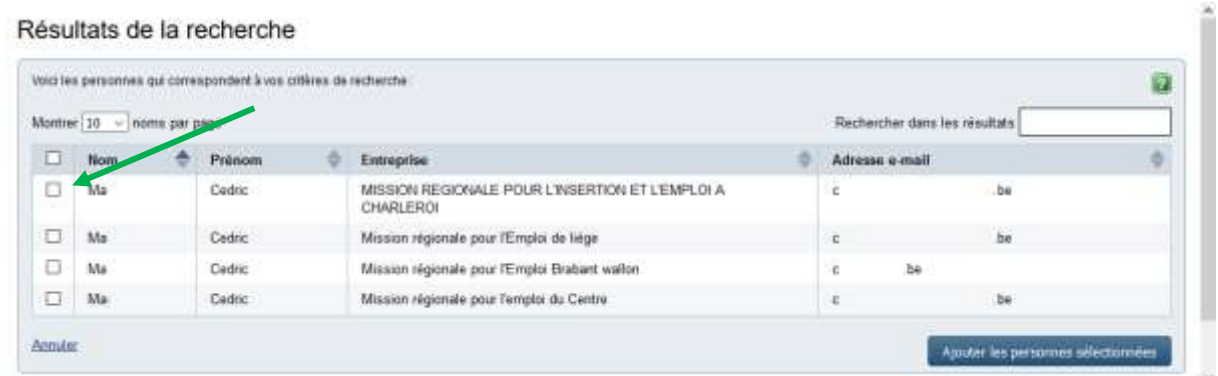 Résultats de la recherche
Voici les personnes qui correspondent à vos critères de recherche
Montrer 10 noms par page
Rechercher dans les résultats
Nom Prénom Entreprise Adresse e-mail
Ma Cedric MISSION REGIONALE POUR L'INSERTION ET L'EMPLOI A c .be
CHARLEROI
Ma Cedric Mission régionale pour l'Emploi de liège c be
Ma Cedric Mission régionale pour l'Emploi Brabant wallon c be
Ma Cedric Mission régionale pour l'emploi du Centre c .be
Annuler
Ajouter les personnes sélectionnées